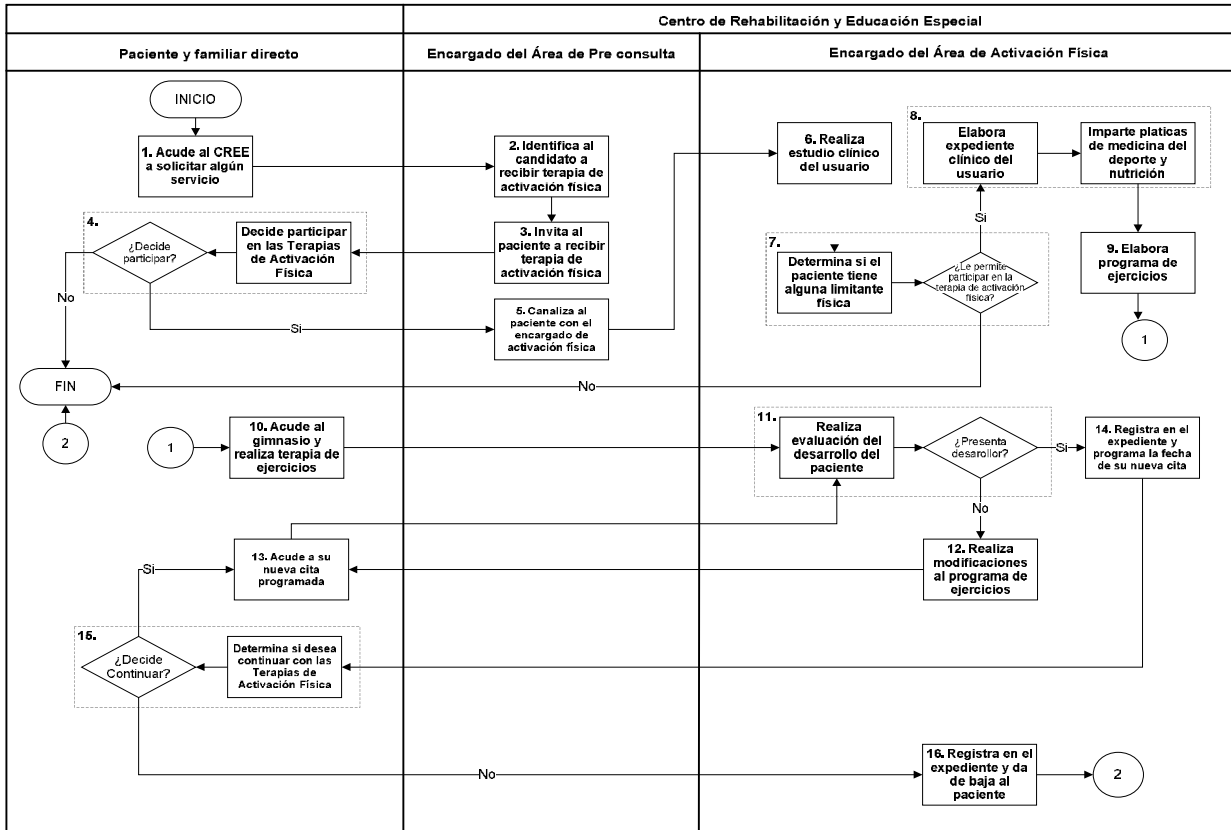 Centro de Rehabilitación y Educación Especial
Paciente y familiar directo
Encargado del Área de Pre consulta
Encargado del Área de Activación Física
INICIO
1. Acude al CREE
a solicitar algún
servicio
2. Identifica al
candidato a
recibir terapia de
activación física
3. Invita al
paciente a recibir
terapia de
activación física
4.
Decide participar
en las Terapias
de Activación
Física
¿Decide
participar?
No
Si
5. Canaliza al
paciente con el
encargado de
activación física
6. Realiza
estudio clínico
del usuario
7.
Determina si el
paciente tiene
alguna limitante
física
¿Le permite
participar en la
terapia de activación
física?
Si
No
8.
Elabora
expediente
clínico del
usuario
Imparte platicas
de medicina del
deporte y
nutrición
9. Elabora
programa de
ejercicios
1
FIN
2
1
10. Acude al
gimnasio y
realiza terapia de
ejercicios
11.
Realiza
evaluación del
desarrollo del
paciente
¿Presenta
desarollor?
Si
No
14. Registra en el
expediente y
programa la fecha
de su nueva cita
12. Realiza
modificaciones
al programa de
ejercicios
13. Acude a su
nueva cita
programada
Si
15.
Determina si desea
continuar con las
Terapias de
Activación Física
¿Decide
Continuar?
No
16. Registra en el
expediente y da
de baja al
paciente
2